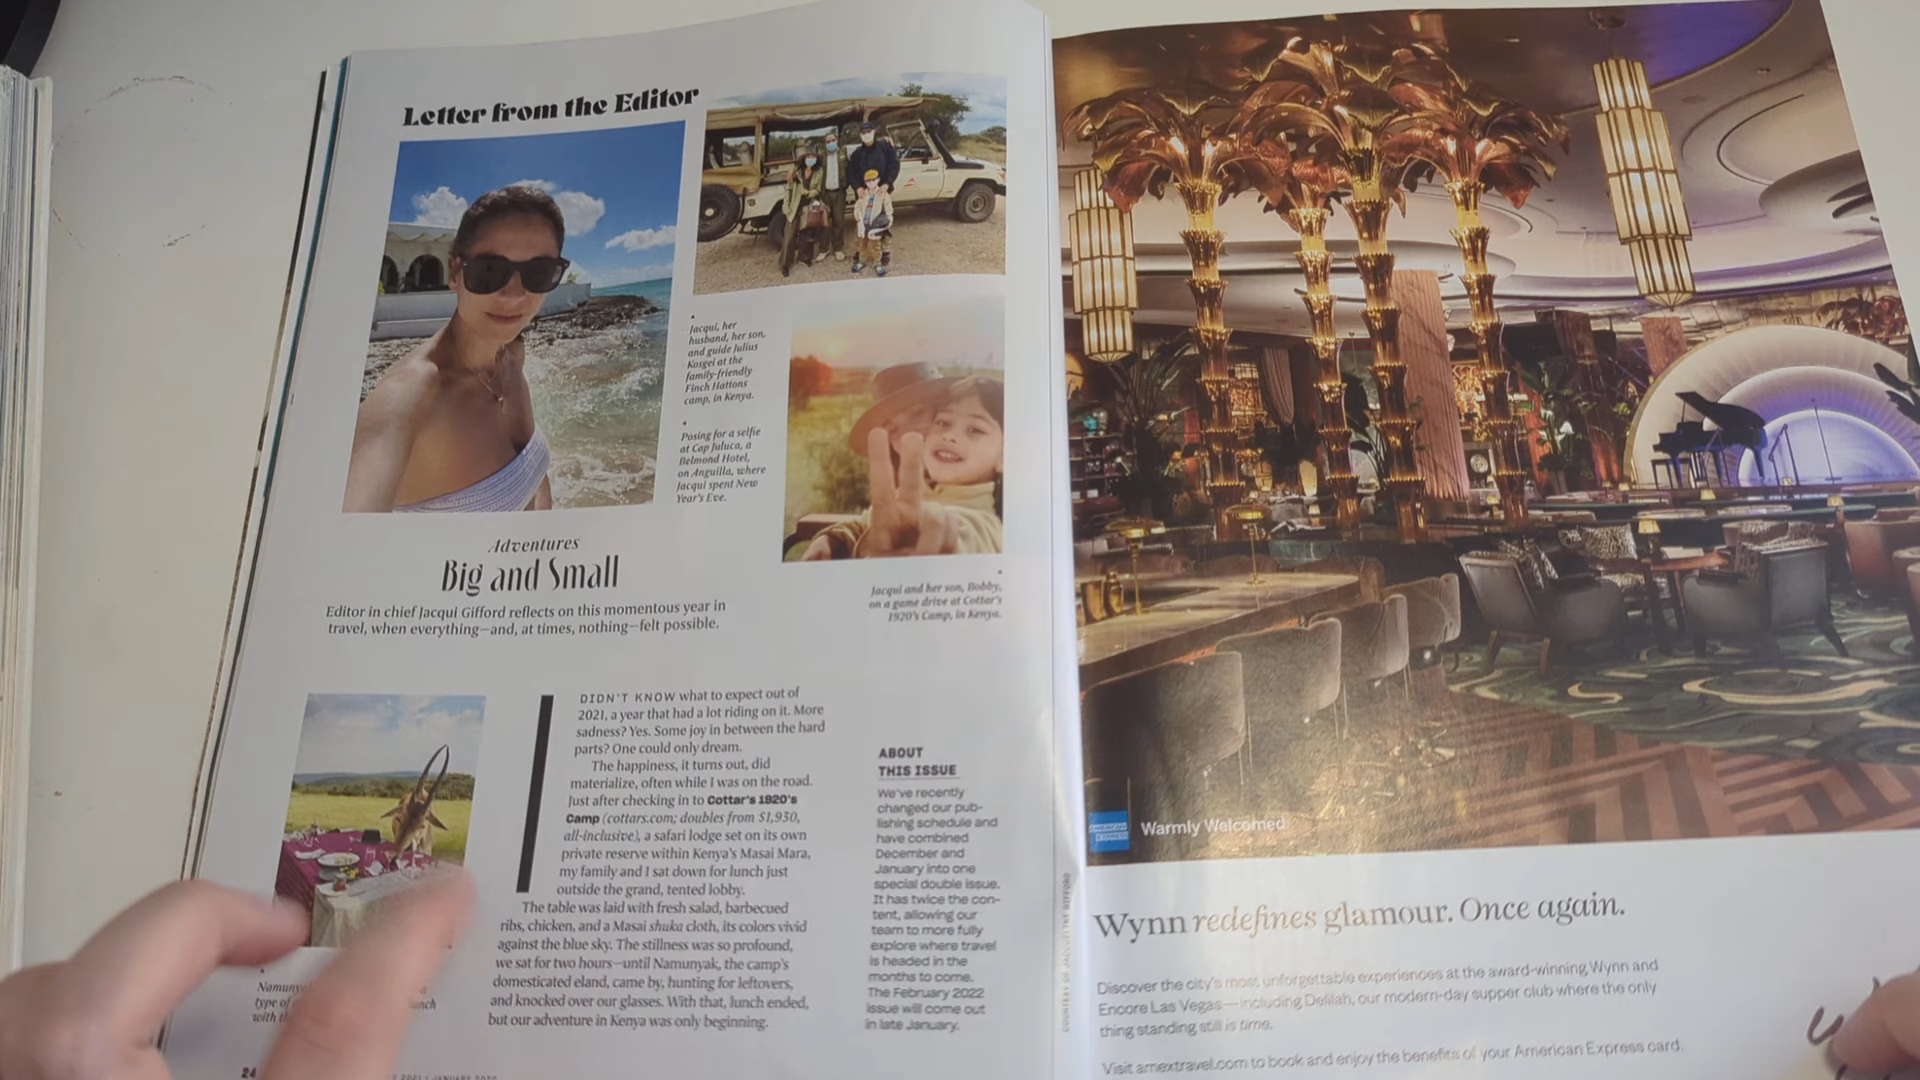 Letter from the Editor
Jacqui, her
husband, her son,
and guide Julius
Kosgei at the
family-friendly
Finch Hattons
camp, in Kenya.
Posing for a selfie
at Cap Juluca, a
Belmond Hotel,
on Anguilla, where
Jacqui spent New
Year's Eve.
Jacqui and her son, Bobby,
on a game drive at Cottar's
1920's Camp, in Kenya.
Adventures
Big and Small
Editor in chief Jacqui Gifford reflects on this momentous year in
travel, when everything—and, at times, nothing—felt possible.
I DIDN'T KNOW what to expect out of
2021, a year that had a lot riding on it. More
sadness? Yes. Some joy in between the hard
parts? One could only dream.
The happiness, it turns out, did
materialize, often while I was on the road.
Just after checking in to Cottar's 1920's
Camp (cottars.com; doubles from $1,930,
all-inclusive), a safari lodge set on its own
private reserve within Kenya's Masai Mara,
my family and I sat down for lunch just
outside the grand, tented lobby.
The table was laid with fresh salad, barbecued
ribs, chicken, and a Masai shuka cloth, its colors vivid
against the blue sky. The stillness was so profound,
we sat for two hours—until Namunyak, the camp's
domesticated eland, came by, hunting for leftovers,
and knocked over our glasses. With that, lunch ended,
but our adventure in Kenya was only beginning.
type of
24
ABOUT
THIS ISSUE
We've recently
changed our pub-
lishing schedule and
have combined
December and
January into one
special double issue.
It has twice the con-
tent, allowing our
team to more fully
explore where travel
is headed in the
months to come.
The February 2022
issue will come out
in late January.
COURTESY OF JACQUELYNE GIFFORD
AMERICAN
EXPRESS
Warmly Welcomed
Wynn redefines glamour. Once again.
Discover the city's most unforgettable experiences at the award-winning Wynn and
Encore Las Vegas—including Delilah, our modern-day supper club where the only
thing standing still is time.
Visit amextravel.com to book and enjoy the benefits of your American Express card.